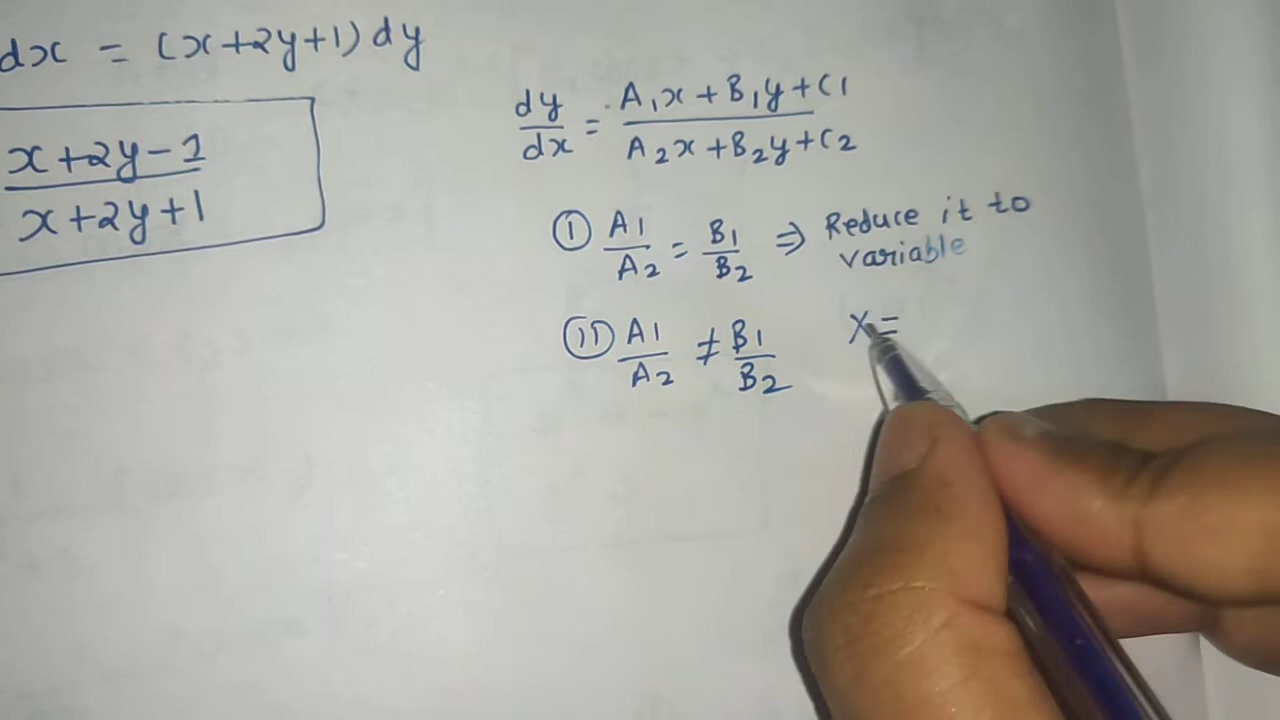 dx = (x+2y+1) dy
x+2y-1
x+2y+1
dy/dx = A₁x + B₁y + C₁ / A₂x + B₂y + C₂
① A₁/A₂ = B₁/B₂ ⇒ Reduce it to
variable
ⓘⓘ A₁/A₂ ≠ B₁/B₂ X =